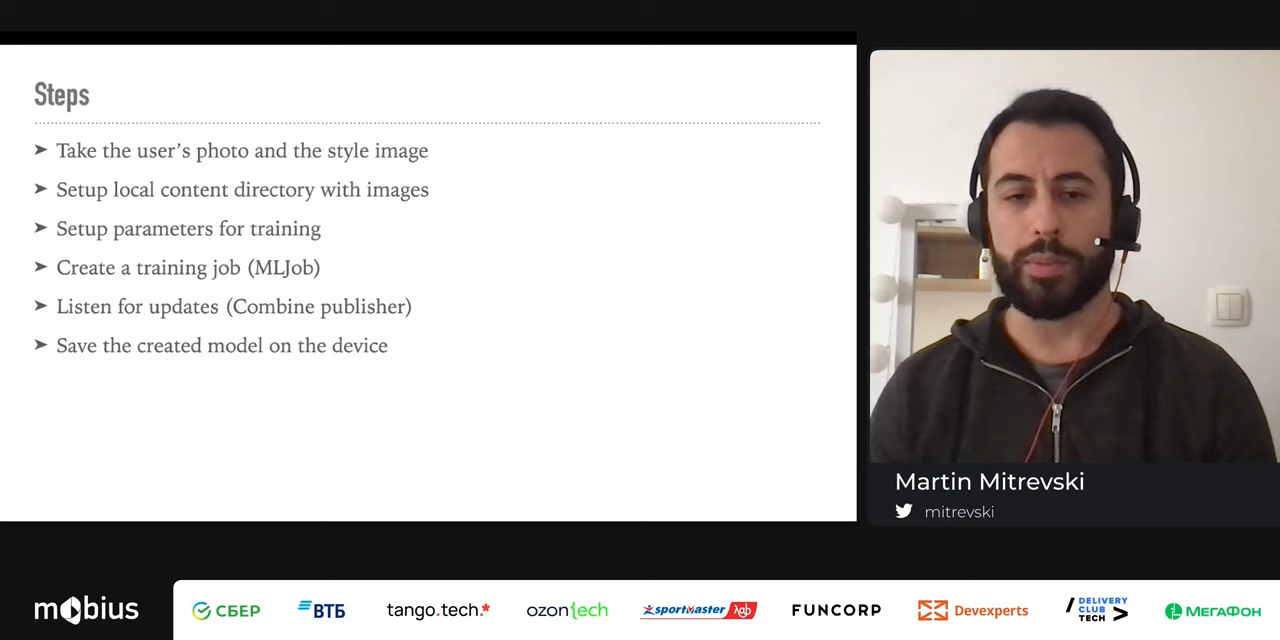 Steps
➤ Take the user’s photo and the style image
➤ Setup local content directory with images
➤ Setup parameters for training
➤ Create a training job (MLJob)
➤ Listen for updates (Combine publisher)
➤ Save the created model on the device
Martin Mitrevski
mitrevski
mobius
СБЕР
ВТБ
tango.tech.*
ozon{tech
sportmaster lab
FUNCORP
Devexperts
/ DELIVERY CLUB TECH >
МЕГАФОН